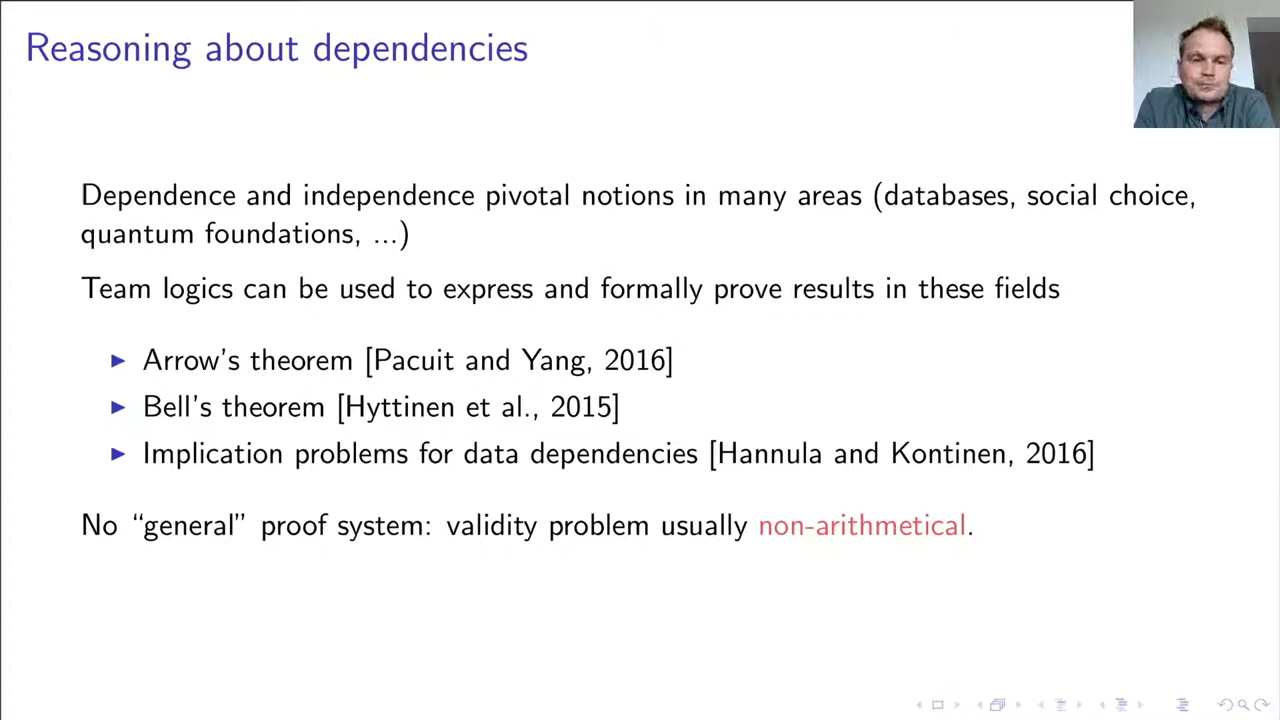 Reasoning about dependencies
Dependence and independence pivotal notions in many areas (databases, social choice,
quantum foundations, ...)
Team logics can be used to express and formally prove results in these fields
Arrow's theorem [Pacuit and Yang, 2016]
Bell's theorem [Hyttinen et al., 2015]
Implication problems for data dependencies [Hannula and Kontinen, 2016]
No “general” proof system: validity problem usually non-arithmetical.